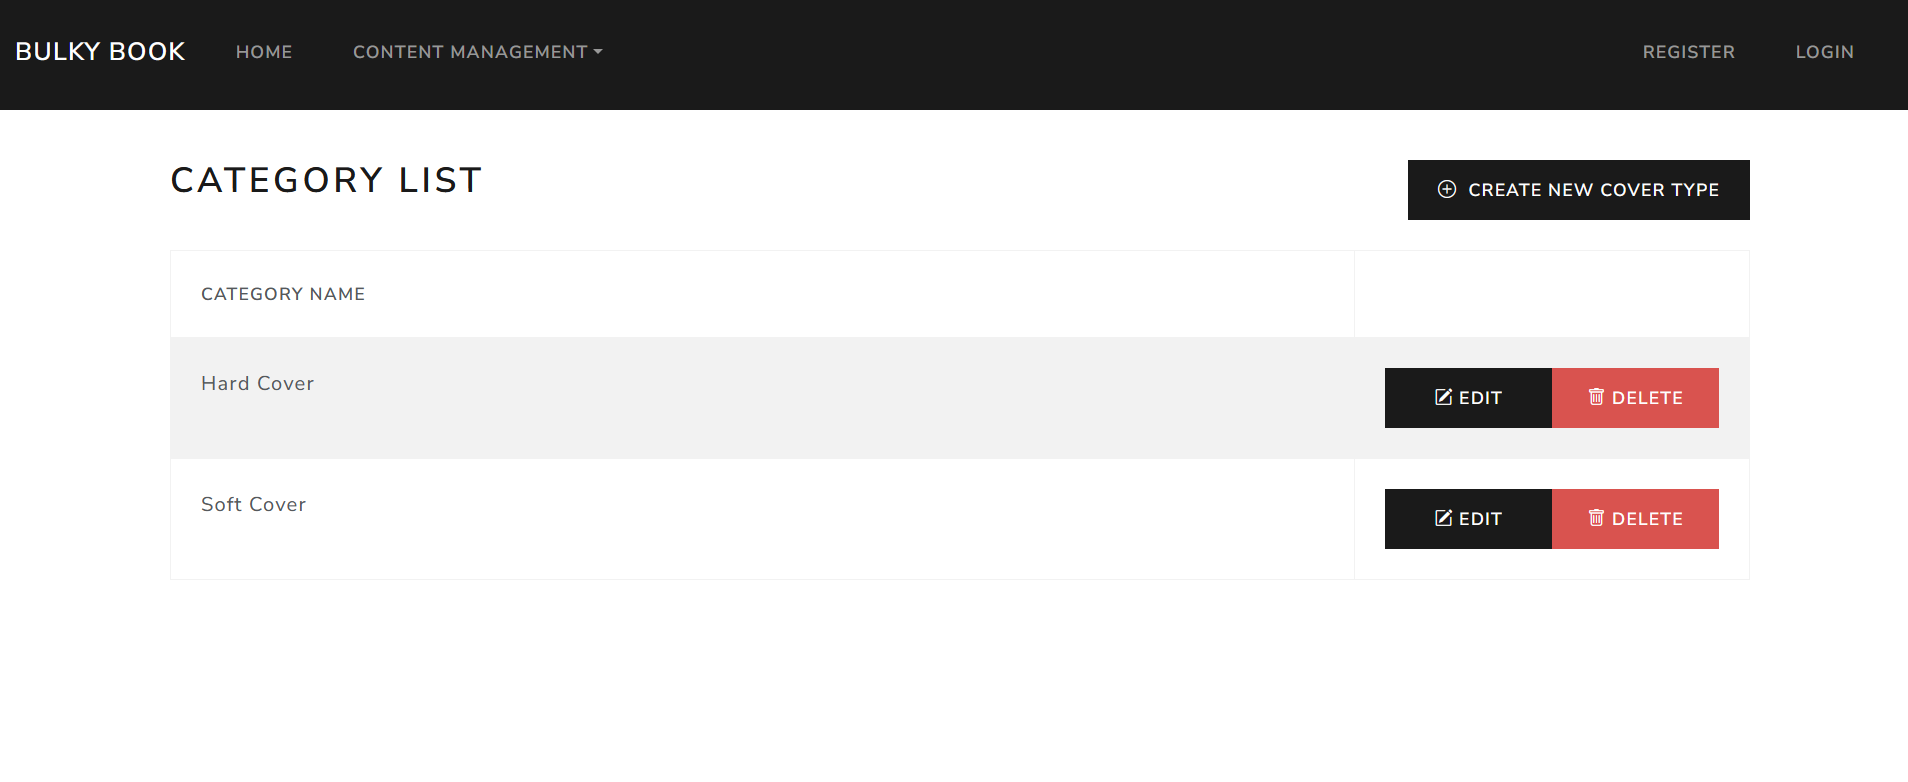 BULKY BOOK HOME CONTENT MANAGEMENT REGISTER LOGIN
CATEGORY LIST
CREATE NEW COVER TYPE
CATEGORY NAME
Hard Cover EDIT DELETE
Soft Cover EDIT DELETE